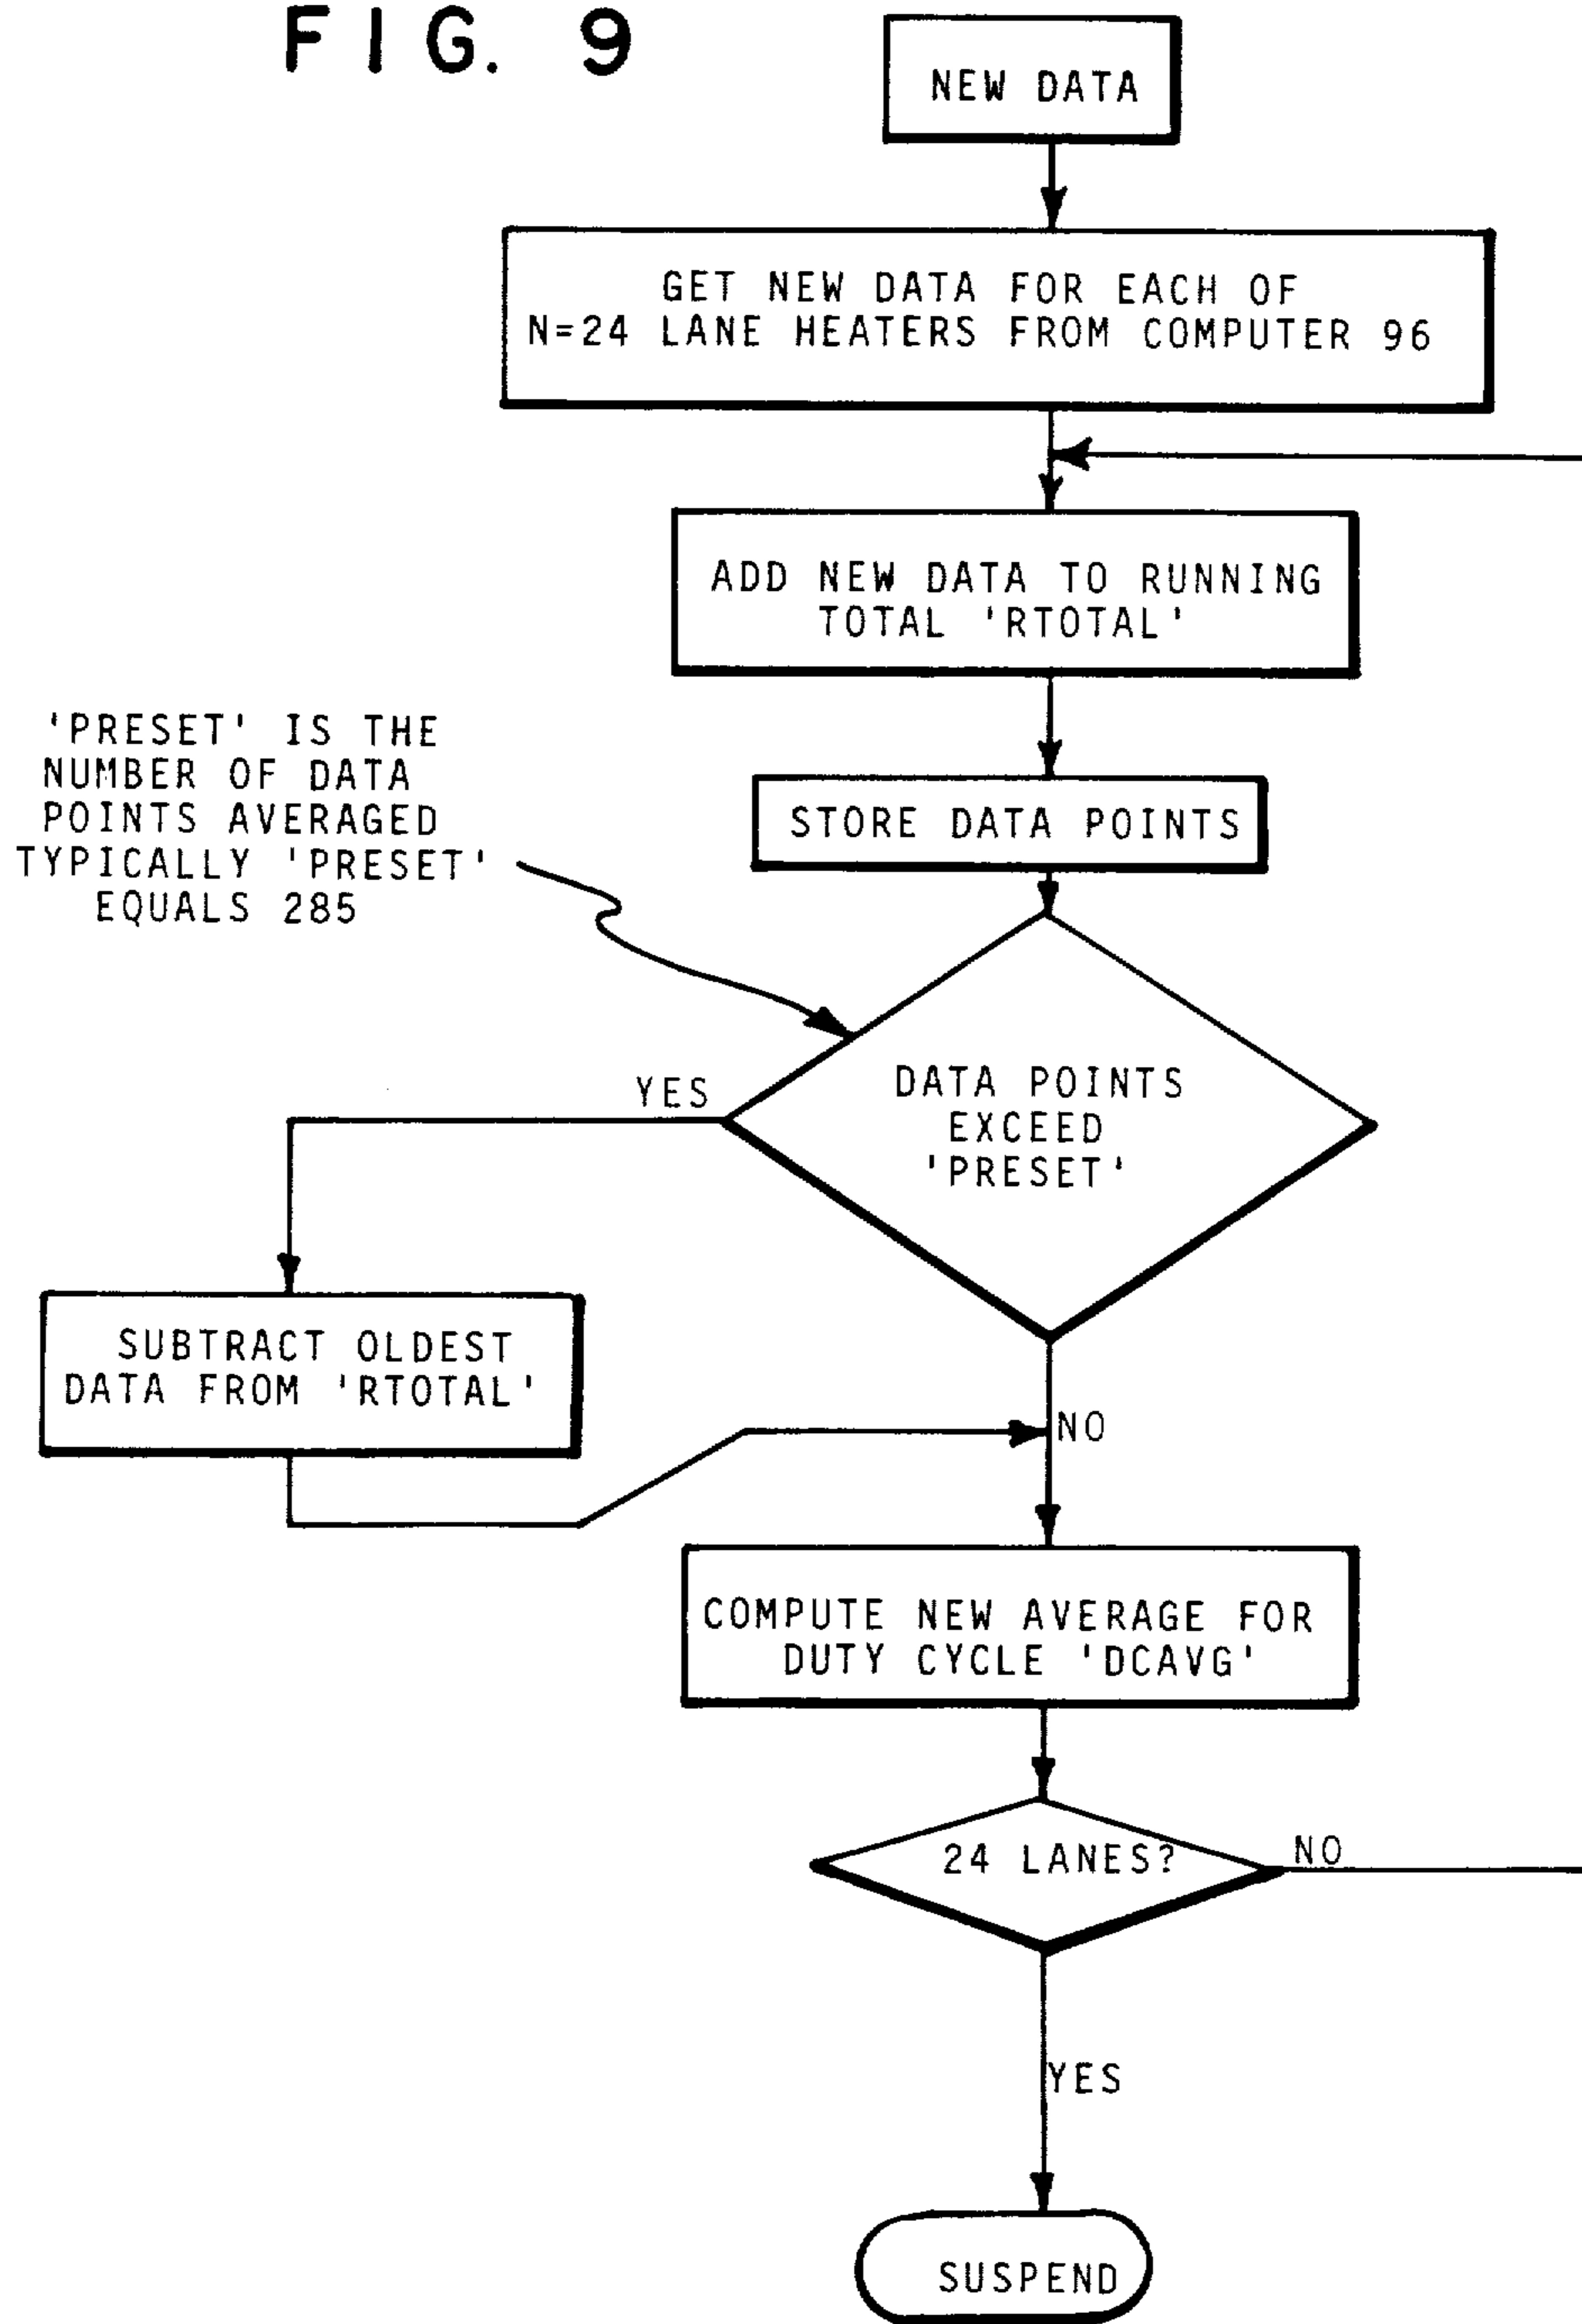 FIG. 9
NEW DATA
GET NEW DATA FOR EACH OF
N=24 LANE HEATERS FROM COMPUTER 96
ADD NEW DATA TO RUNNING
TOTAL 'RTOTAL'
'PRESET' IS THE
NUMBER OF DATA
POINTS AVERAGED
TYPICALLY 'PRESET'
EQUALS 285
STORE DATA POINTS
DATA POINTS
EXCEED
'PRESET'
YES
SUBTRACT OLDEST
DATA FROM 'RTOTAL'
NO
COMPUTE NEW AVERAGE FOR
DUTY CYCLE 'DCAVG'
24 LANES?
NO
YES
SUSPEND